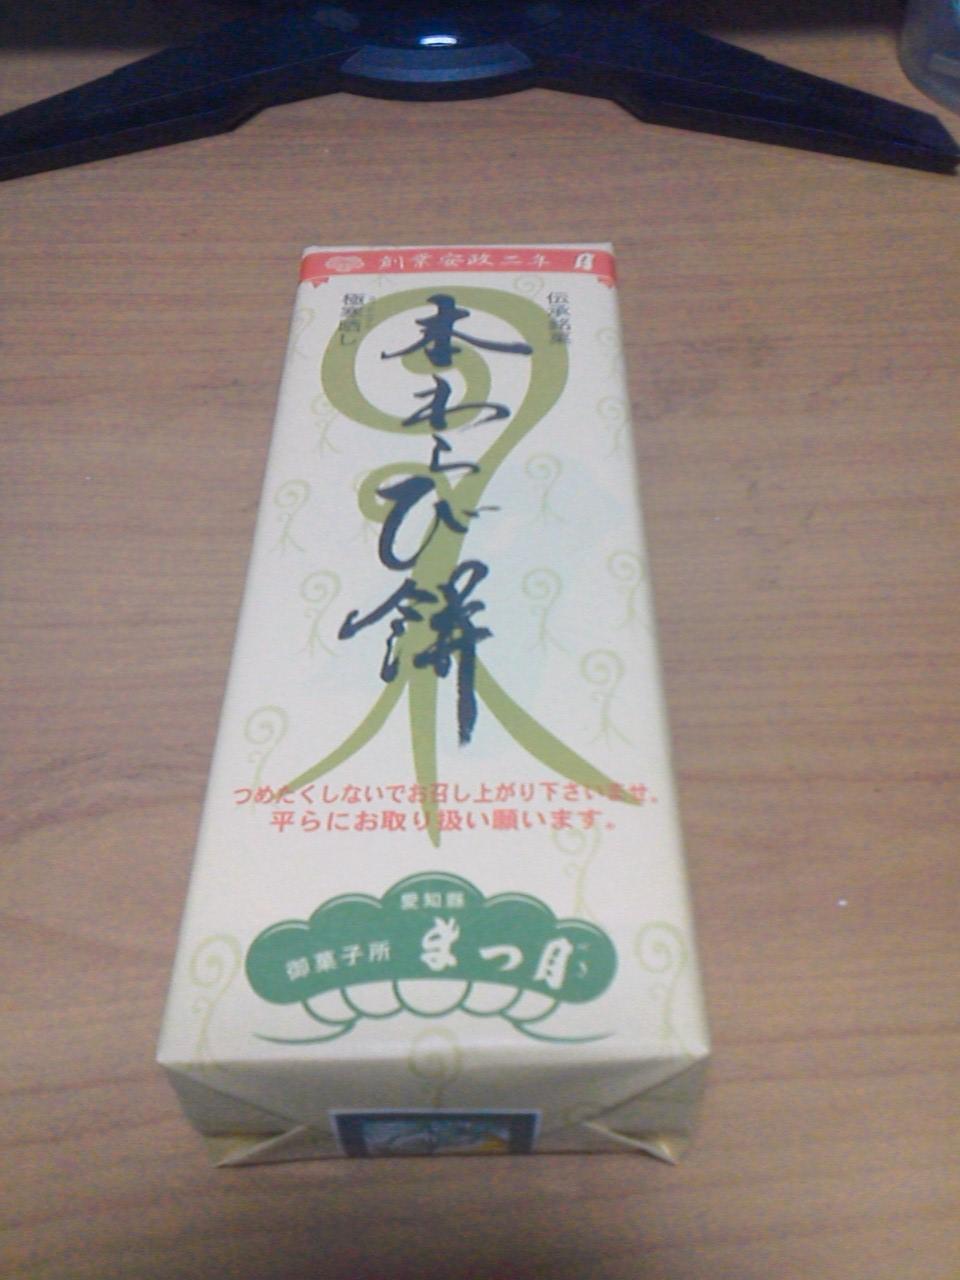 創業安政二年
伝承銘菓
本わらび餅
極寒晒し
つめたくしないでお召し上がり下さいませ。
平らにお取り扱い願います。
愛知縣
御菓子所
まつ月